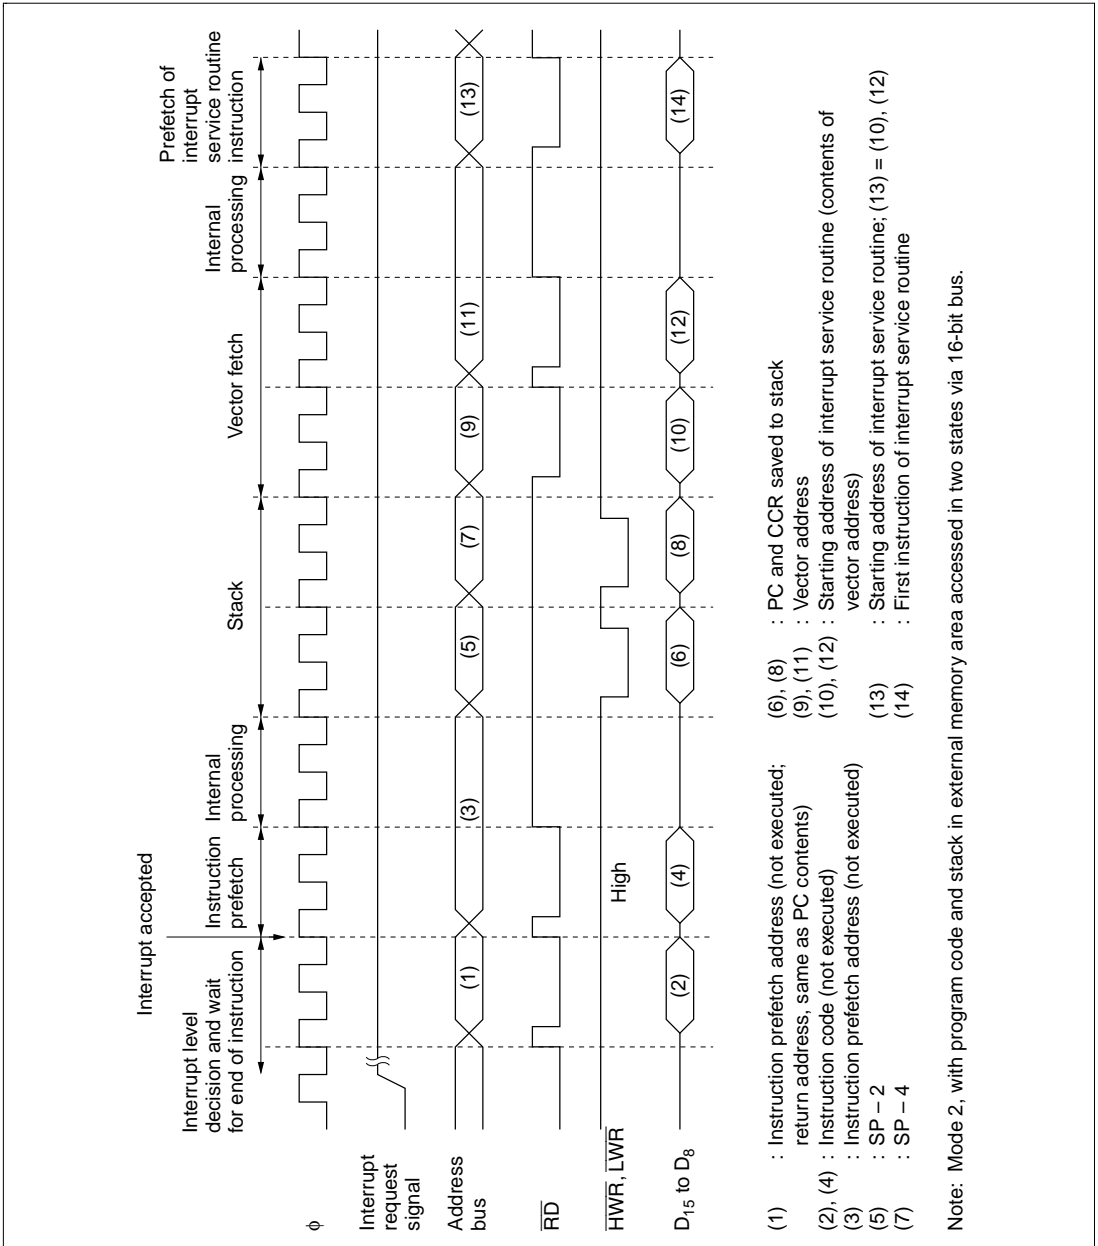 Interrupt accepted
Interrupt level
decision and wait
for end of instruction
Instruction
prefetch
Internal
processing
Stack
Vector fetch
Internal
processing
Prefetch of
interrupt
service routine
instruction
φ
Interrupt
request
signal
Address
bus
(1)
(3)
(5)
(7)
(9)
(11)
(13)
RD
HWR, LWR
High
D15 to D8
(2)
(4)
(6)
(8)
(10)
(12)
(14)
(1) : Instruction prefetch address (not executed;
return address, same as PC contents)
(2), (4) : Instruction code (not executed)
(3) : Instruction prefetch address (not executed)
(5) : SP – 2
(7) : SP – 4
(6), (8) : PC and CCR saved to stack
(9), (11) : Vector address
(10), (12) : Starting address of interrupt service routine (contents of
vector address)
(13) : Starting address of interrupt service routine; (13) = (10), (12)
(14) : First instruction of interrupt service routine
Note: Mode 2, with program code and stack in external memory area accessed in two states via 16-bit bus.